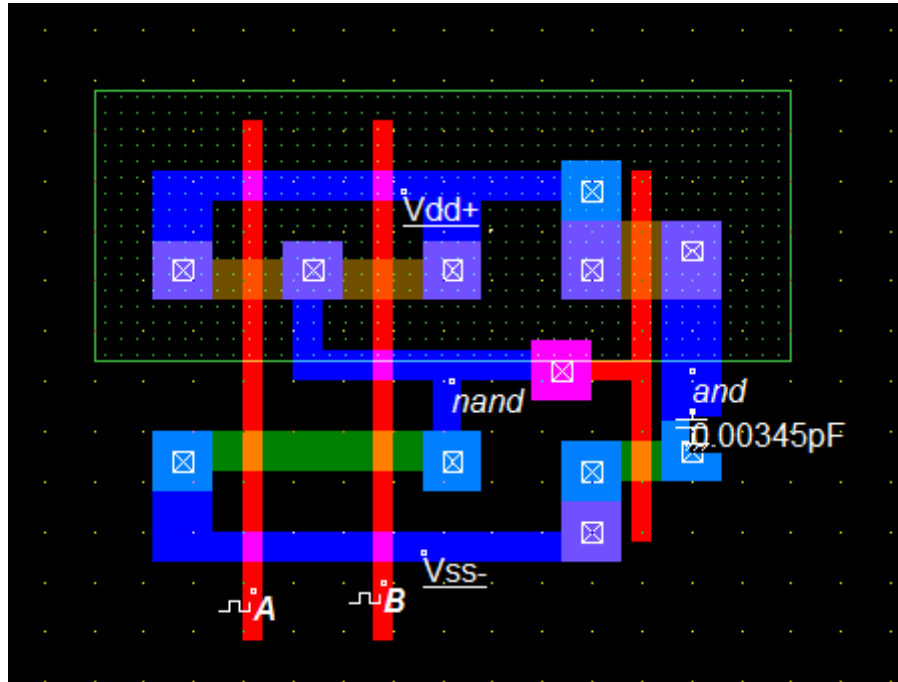 Vdd+
nand
and
0.00345pF
Vss-
A
B